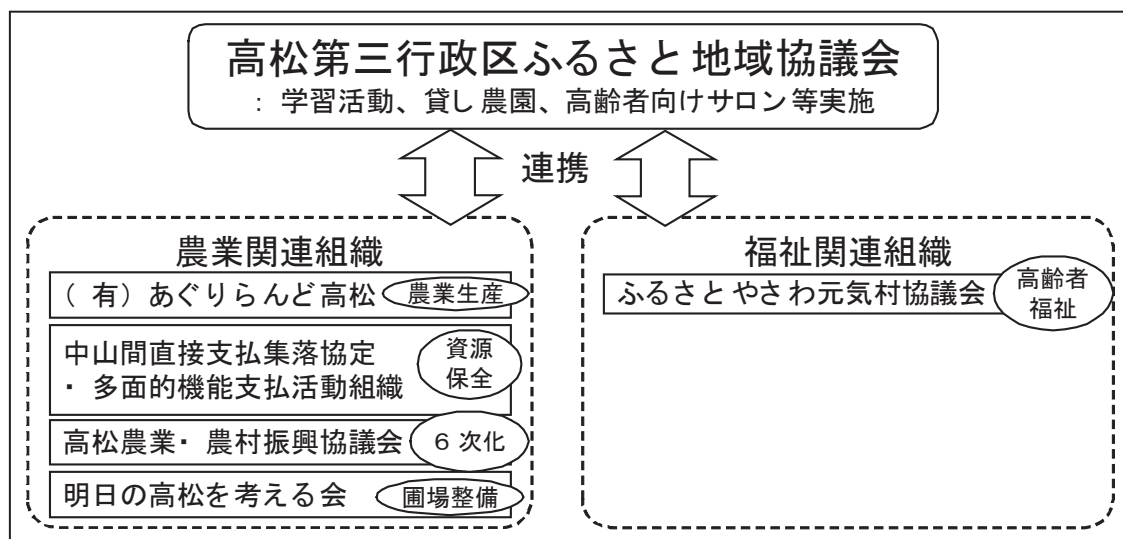 高松第三行政区ふるさと地域協議会
：学習活動、貸し農園、高齢者向けサロン等実施
連携
農業関連組織
（有）あぐりらんど高松
農業生産
中山間直接支払集落協定
・多面的機能支払活動組織
資源
保全
高松農業・農村振興協議会
６次化
明日の高松を考える会
圃場整備
福祉関連組織
ふるさとやさわ元気村協議会
高齢者
福祉